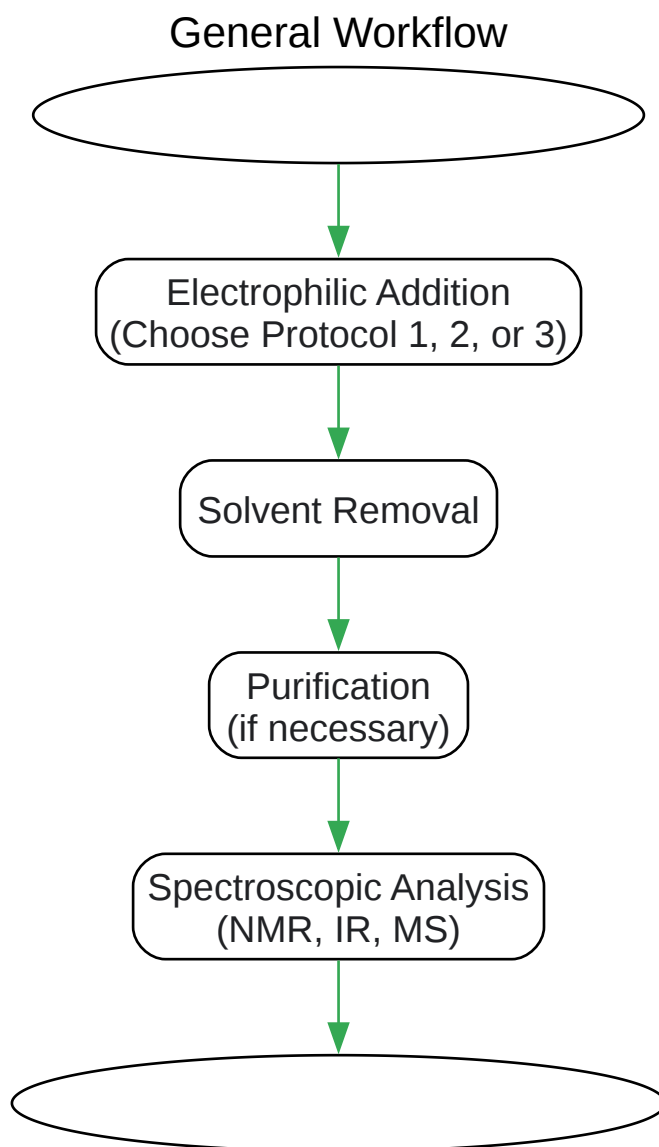 General Workflow
Electrophilic Addition
(Choose Protocol 1, 2, or 3)
Solvent Removal
Purification
(if necessary)
Spectroscopic Analysis
(NMR, IR, MS)